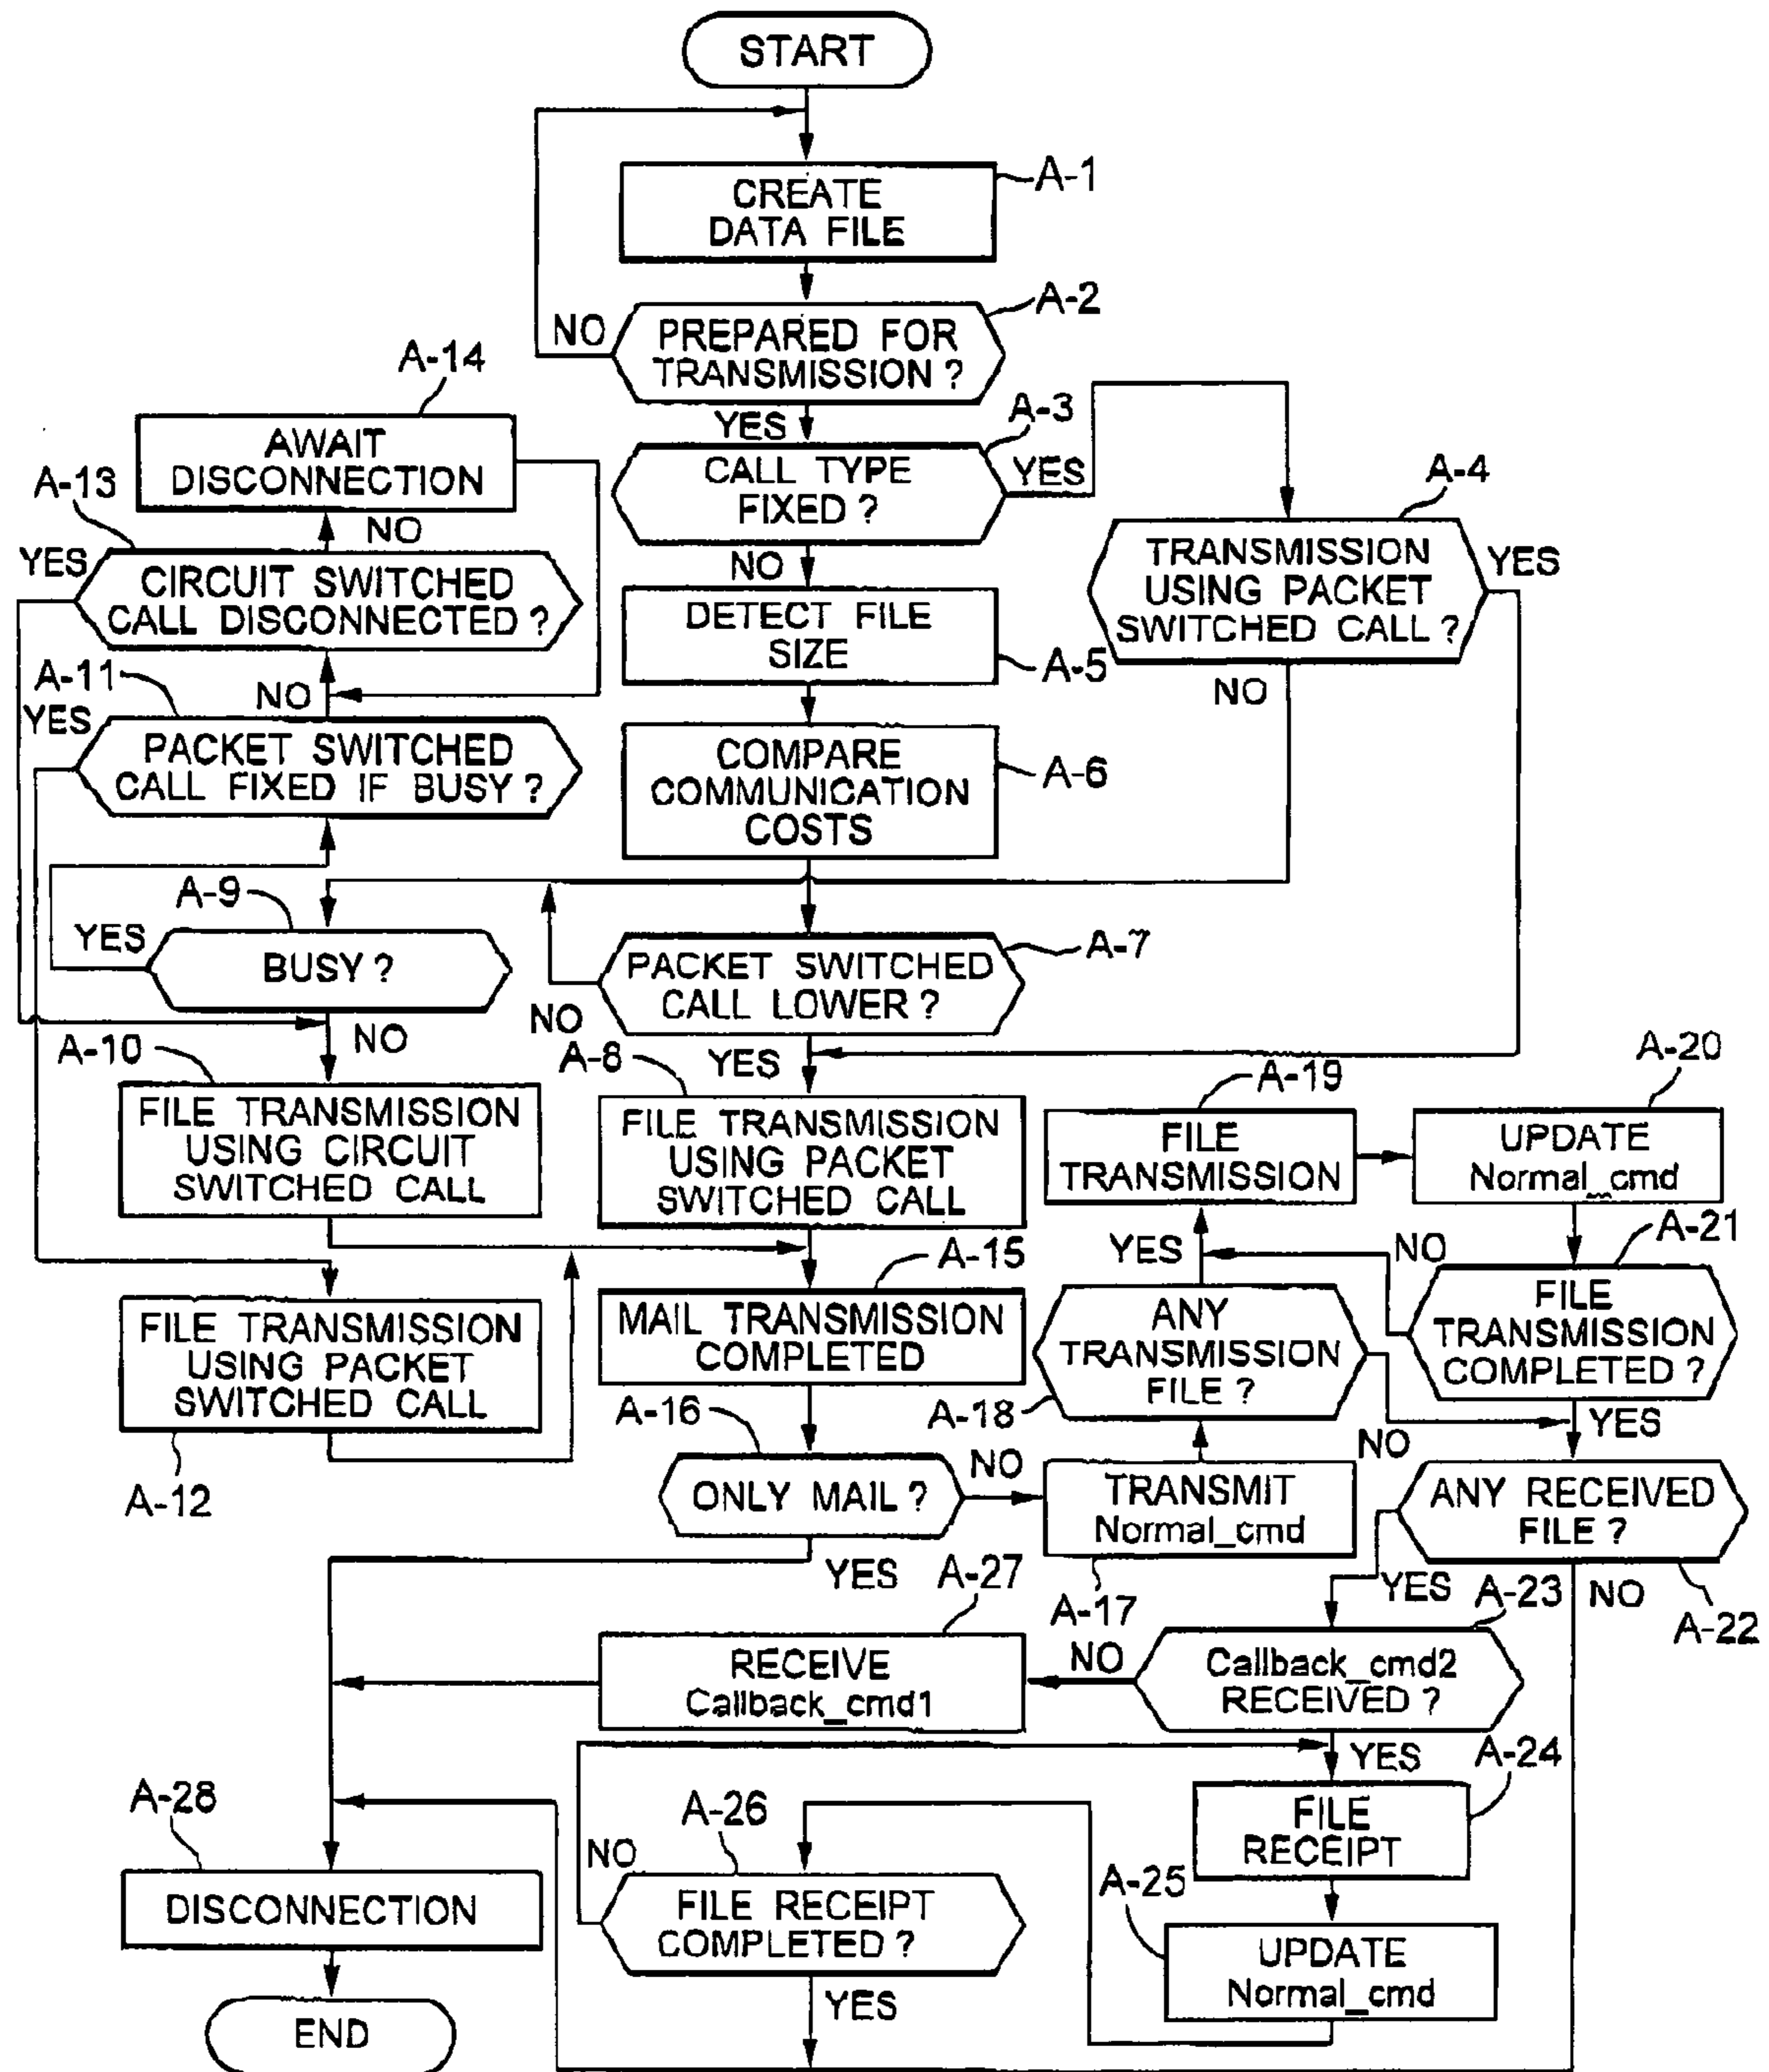 START
A-1
CREATE
DATA FILE
A-2
NO
PREPARED FOR
TRANSMISSION ?
YES
A-3
CALL TYPE
FIXED ?
YES
NO
A-4
TRANSMISSION
USING PACKET
SWITCHED CALL ?
YES
NO
A-14
AWAIT
DISCONNECTION
A-13
NO
YES
CIRCUIT SWITCHED
CALL DISCONNECTED ?
A-11
NO
YES
PACKET SWITCHED
CALL FIXED IF BUSY ?
DETECT FILE
SIZE
A-5
COMPARE
COMMUNICATION
COSTS
A-6
A-9
YES
BUSY ?
NO
A-7
PACKET SWITCHED
CALL LOWER ?
NO
YES
A-10
FILE TRANSMISSION
USING CIRCUIT
SWITCHED CALL
A-8
FILE TRANSMISSION
USING PACKET
SWITCHED CALL
A-19
FILE
TRANSMISSION
A-20
UPDATE
Normal_cmd
A-21
YES
NO
FILE
TRANSMISSION
COMPLETED ?
YES
FILE TRANSMISSION
USING PACKET
SWITCHED CALL
A-12
A-15
MAIL TRANSMISSION
COMPLETED
ANY
TRANSMISSION
FILE ?
A-18
NO
A-16
ONLY MAIL ?
NO
YES
TRANSMIT
Normal_cmd
A-17
ANY RECEIVED
FILE ?
YES
NO
A-22
A-23
Callback_cmd2
RECEIVED ?
NO
YES
A-27
RECEIVE
Callback_cmd1
A-24
FILE
RECEIPT
A-25
UPDATE
Normal_cmd
A-26
NO
FILE RECEIPT
COMPLETED ?
YES
A-28
DISCONNECTION
END